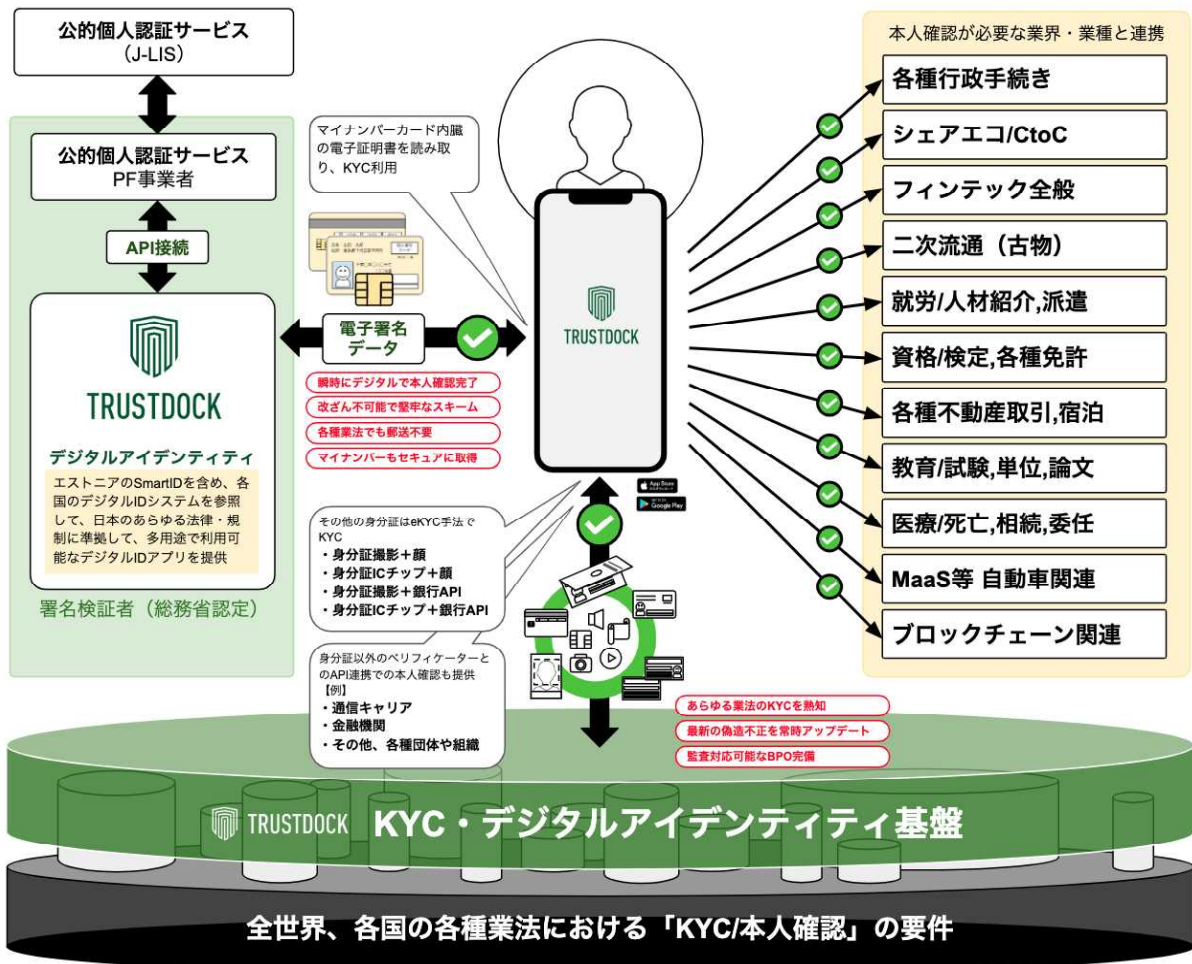 公的個人認証サービス
（J-LIS）
公的個人認証サービス
PF事業者
API接続
TRUSTDOCK
デジタルアイデンティティ
エストニアのSmartIDを含め、各
国のデジタルIDシステムを参照
して、日本のあらゆる法律・規
制に準拠して、多用途で利用可
能なデジタルIDアプリを提供
署名検証者（総務省認定）
マイナンバーカード内臓
の電子証明書を読み取
り、KYC利用
電子署名
データ
瞬時にデジタルで本人確認完了
改ざん不可能で堅牢なスキーム
各種業法でも郵送不要
マイナンバーもセキュアに取得
TRUSTDOCK
App Store
Google Play
その他の身分証はeKYC手法で
KYC
・身分証撮影＋顔
・身分証ICチップ＋顔
・身分証撮影＋銀行API
・身分証ICチップ＋銀行API
身分証以外のベリフィケーターと
のAPI連携での本人確認も提供
【例】
・通信キャリア
・金融機関
・その他、各種団体や組織
あらゆる業法のKYCを熟知
最新の偽造不正を常時アップデート
監査対応可能なBPO完備
本人確認が必要な業界・業種と連携
各種行政手続き
シェアエコ/CtoC
フィンテック全般
二次流通（古物）
就労/人材紹介,派遣
資格/検定,各種免許
各種不動産取引,宿泊
教育/試験,単位,論文
医療/死亡,相続,委任
MaaS等 自動車関連
ブロックチェーン関連
TRUSTDOCK KYC・デジタルアイデンティティ基盤
全世界、各国の各種業法における「KYC/本人確認」の要件